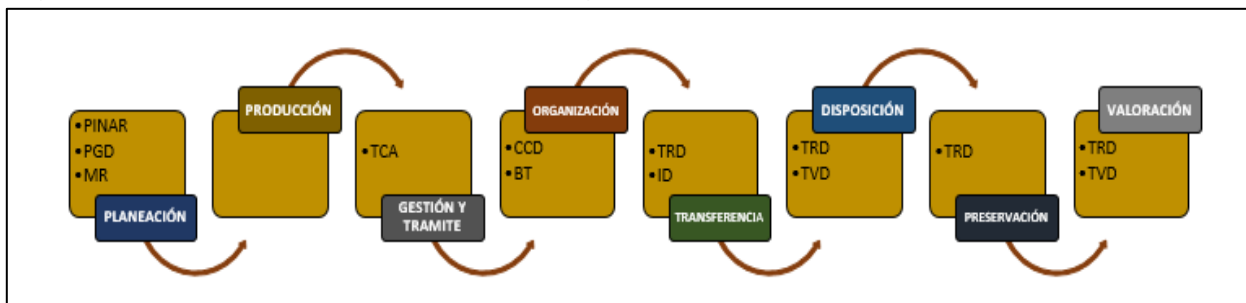 •PINAR
•PGD
•MR
PLANEACIÓN
PRODUCCIÓN
•TCA
GESTIÓN Y
TRAMITE
ORGANIZACIÓN
•CCD
•BT
•TRD
•ID
TRANSFERENCIA
DISPOSICIÓN
•TRD
•TVD
•TRD
PRESERVACIÓN
VALORACIÓN
•TRD
•TVD